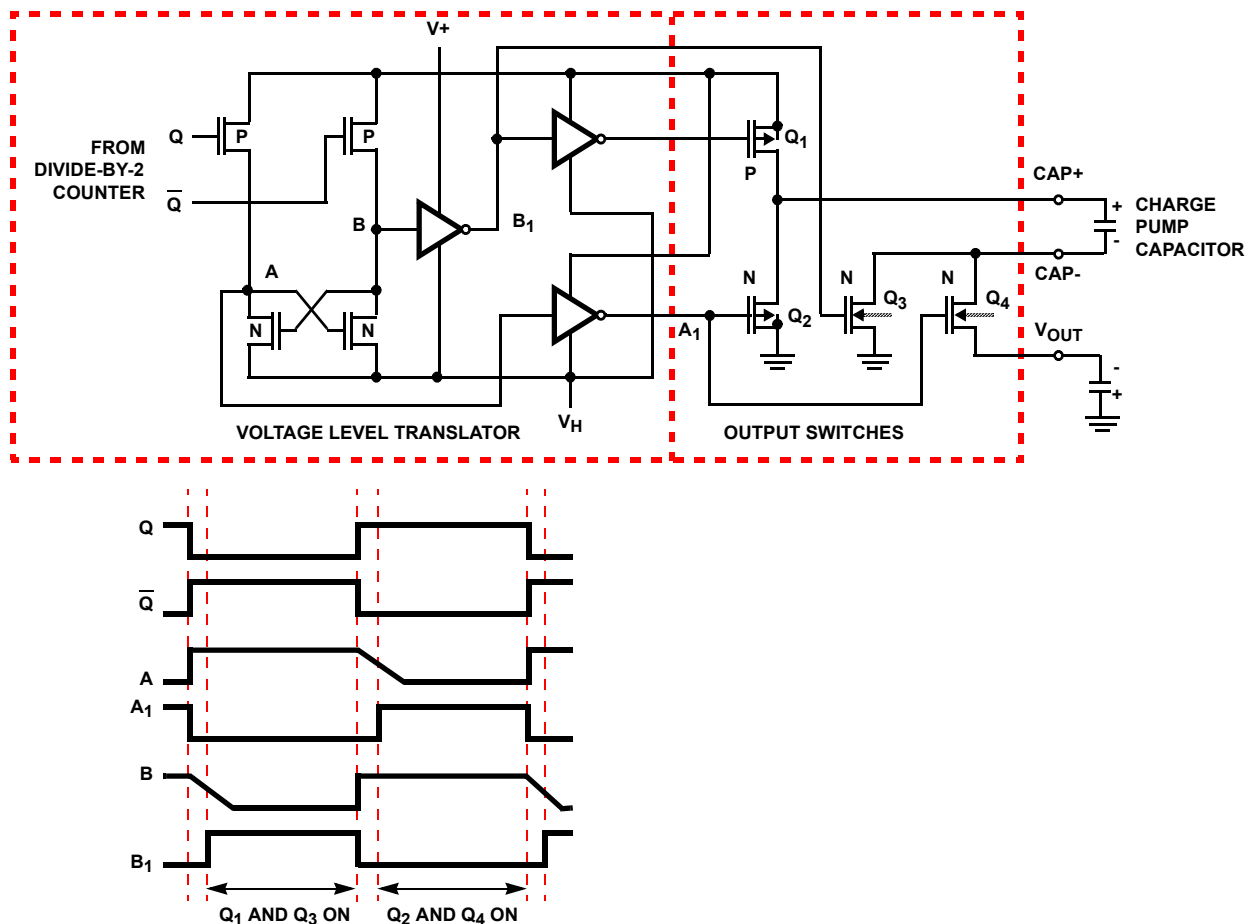 V+
Q
P
P
FROM
DIVIDE-BY-2
COUNTER
Q̅
Q1
P
CAP+
+
CHARGE
PUMP
CAPACITOR
-
CAP-
B
B1
A
N
N
N
N
N
Q3
Q4
A1
Q2
VOUT
-
+
VH
VOLTAGE LEVEL TRANSLATOR
OUTPUT SWITCHES
Q
Q̅
A
A1
B
B1
Q1 AND Q3 ON
Q2 AND Q4 ON